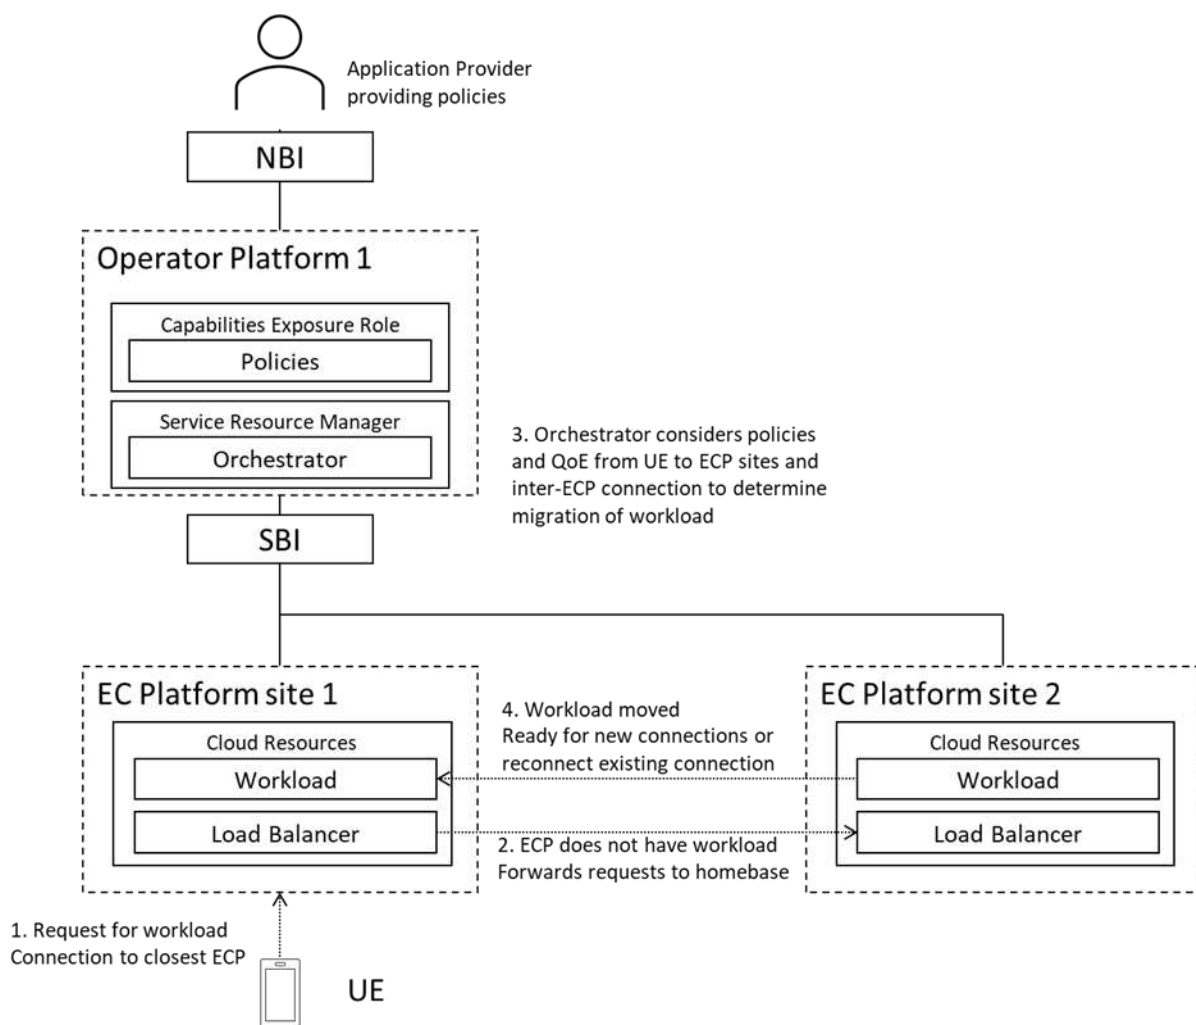 Application Provider
providing policies
NBI
Operator Platform 1
Capabilities Exposure Role
Policies
Service Resource Manager
Orchestrator
3. Orchestrator considers policies
and QoE from UE to ECP sites and
inter-ECP connection to determine
migration of workload
SBI
EC Platform site 1
Cloud Resources
Workload
Load Balancer
4. Workload moved
Ready for new connections or
reconnect existing connection
2. ECP does not have workload
Forwards requests to homebase
EC Platform site 2
Cloud Resources
Workload
Load Balancer
1. Request for workload
Connection to closest ECP
UE